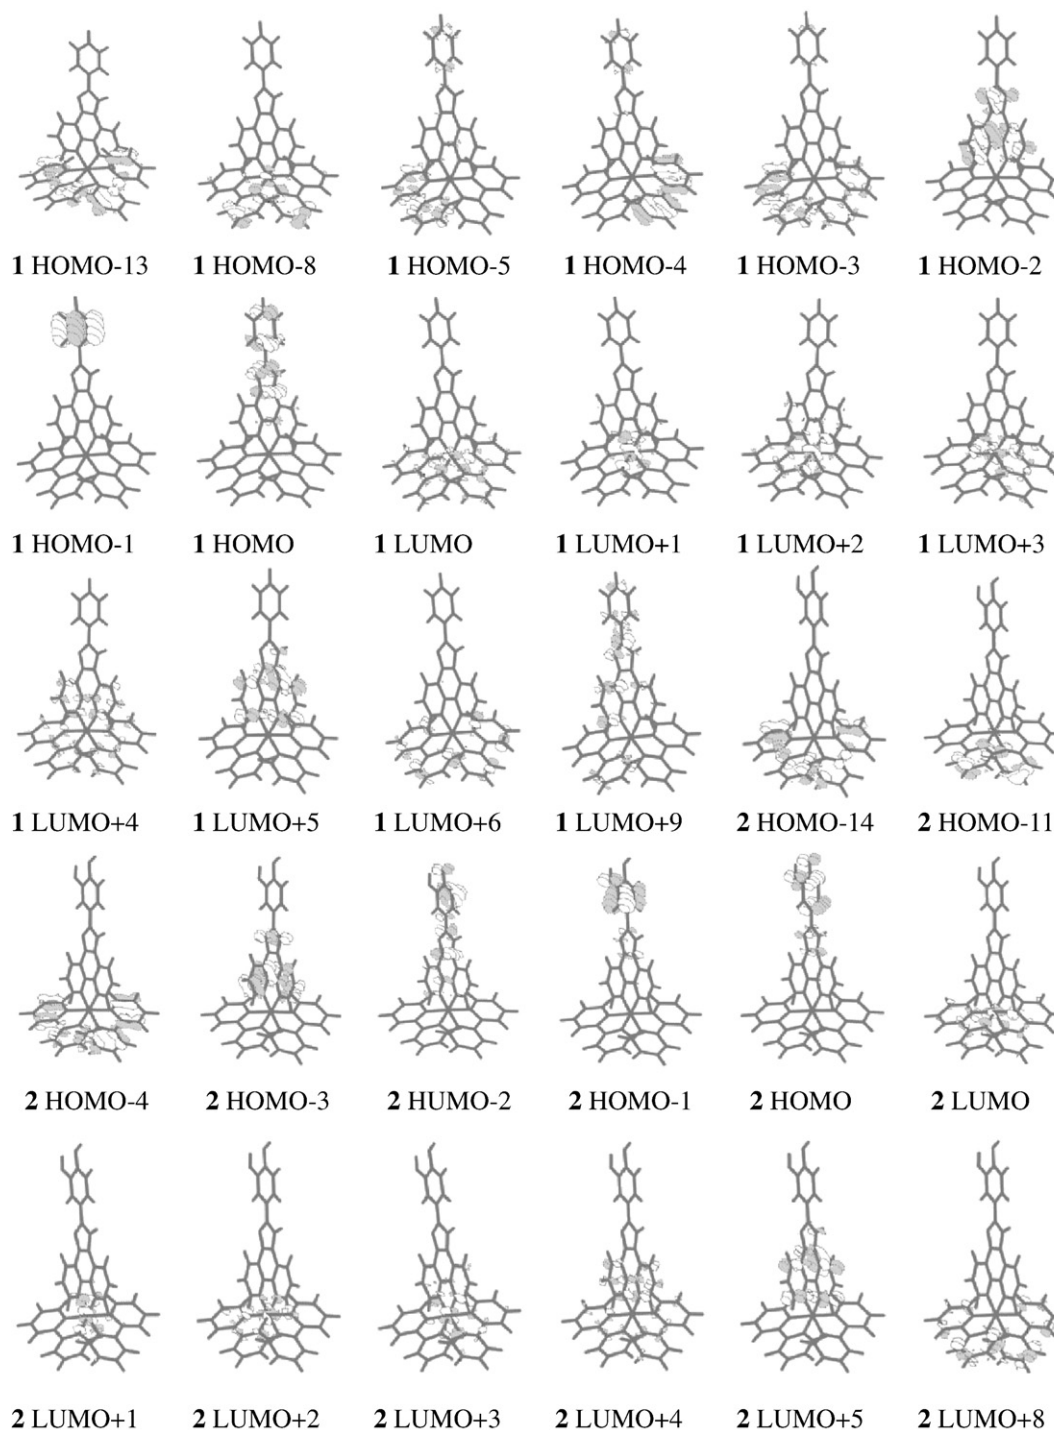 1 HOMO-13 1 HOMO-8 1 HOMO-5 1 HOMO-4 1 HOMO-3 1 HOMO-2
1 HOMO-1 1 HOMO 1 LUMO 1 LUMO+1 1 LUMO+2 1 LUMO+3
1 LUMO+4 1 LUMO+5 1 LUMO+6 1 LUMO+9 2 HOMO-14 2 HOMO-11
2 HOMO-4 2 HOMO-3 2 HUMO-2 2 HOMO-1 2 HOMO 2 LUMO
2 LUMO+1 2 LUMO+2 2 LUMO+3 2 LUMO+4 2 LUMO+5 2 LUMO+8